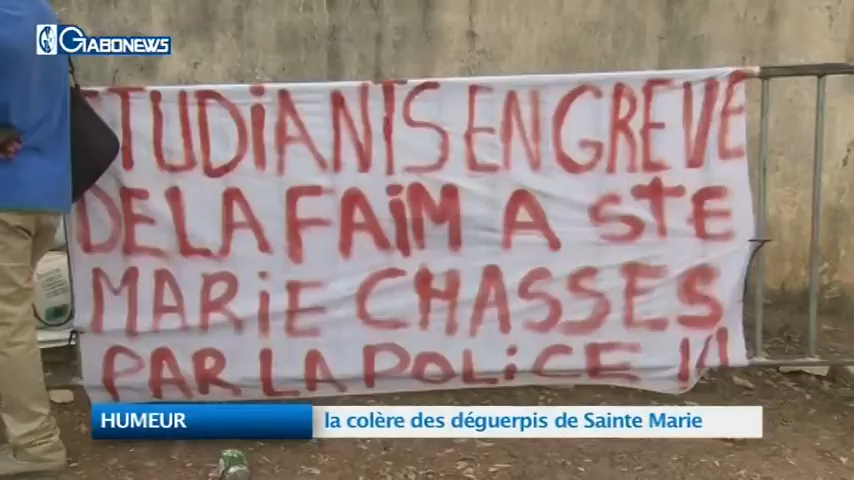 GABONEWS
ETUDIANTS EN GREVE
DE LA FAIM A STE
MARIE CHASSES
PAR LA POLICE
HUMEUR
la colère des déguerpis de Sainte Marie